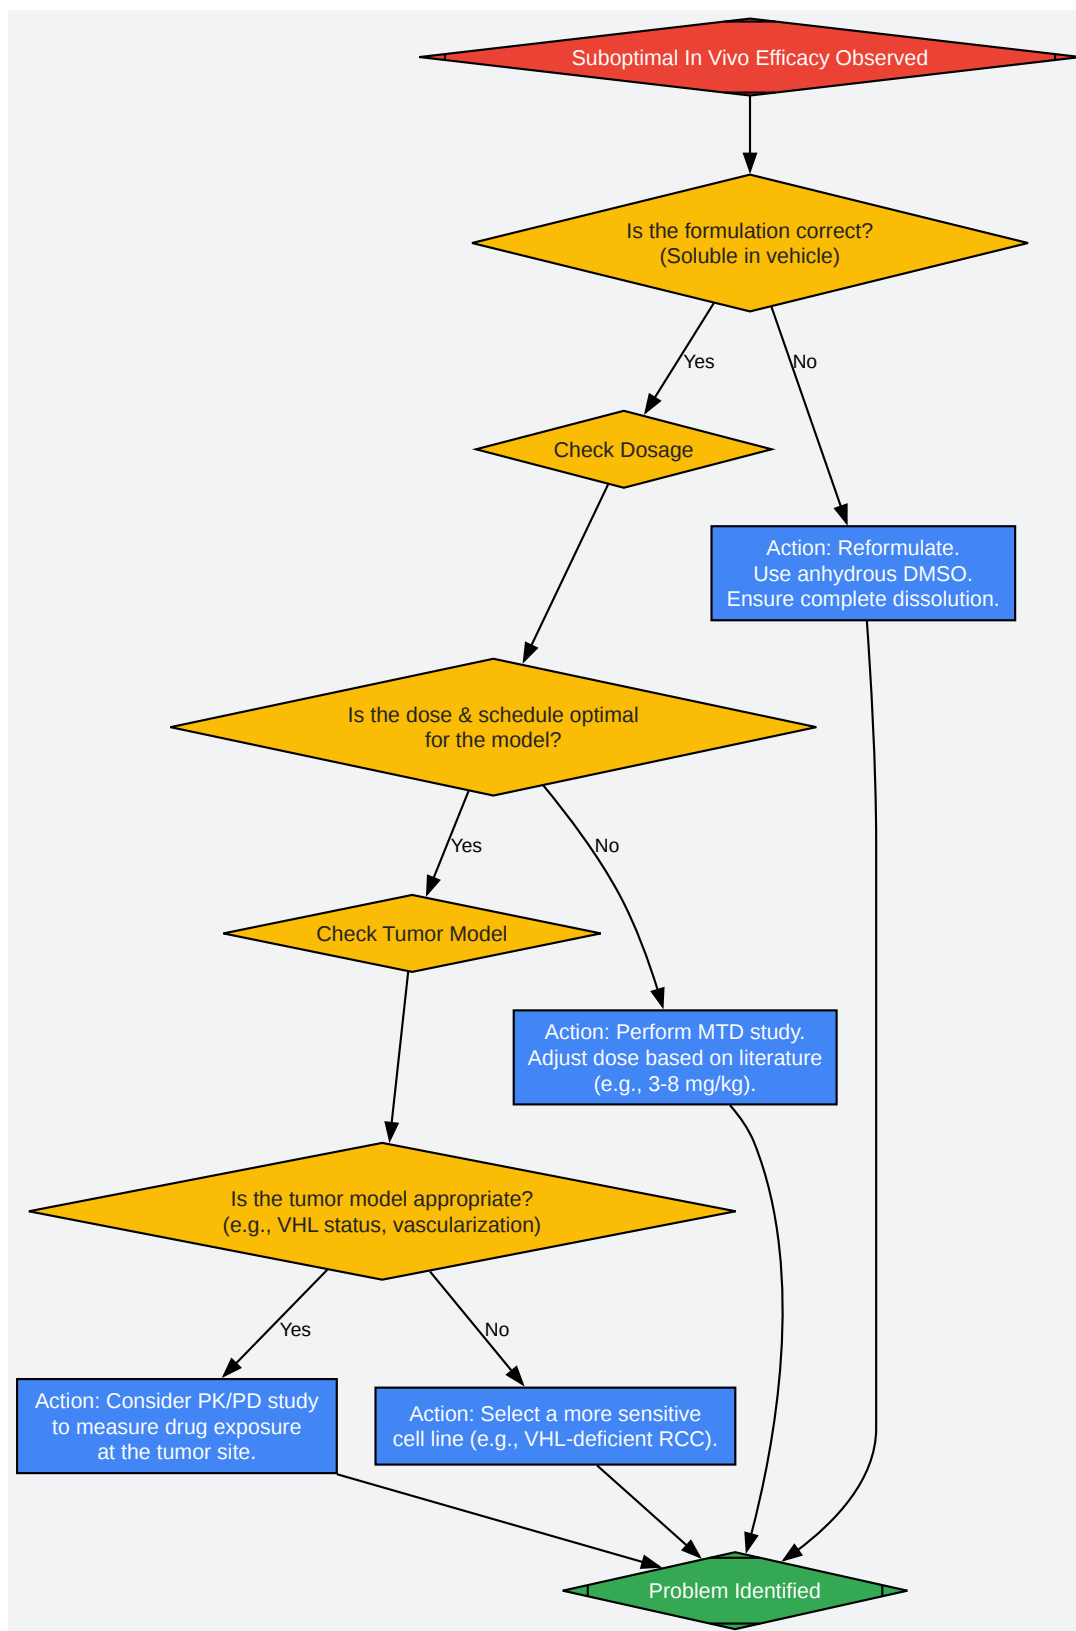 Suboptimal In Vivo Efficacy Observed
Is the formulation correct?
(Soluble in vehicle)
Yes
No
Check Dosage
Action: Reformulate.
Use anhydrous DMSO.
Ensure complete dissolution.
Is the dose & schedule optimal
for the model?
Yes
No
Check Tumor Model
Action: Perform MTD study.
Adjust dose based on literature
(e.g., 3-8 mg/kg).
Is the tumor model appropriate?
(e.g., VHL status, vascularization)
Yes
No
Action: Consider PK/PD study
to measure drug exposure
at the tumor site.
Action: Select a more sensitive
cell line (e.g., VHL-deficient RCC).
Problem Identified